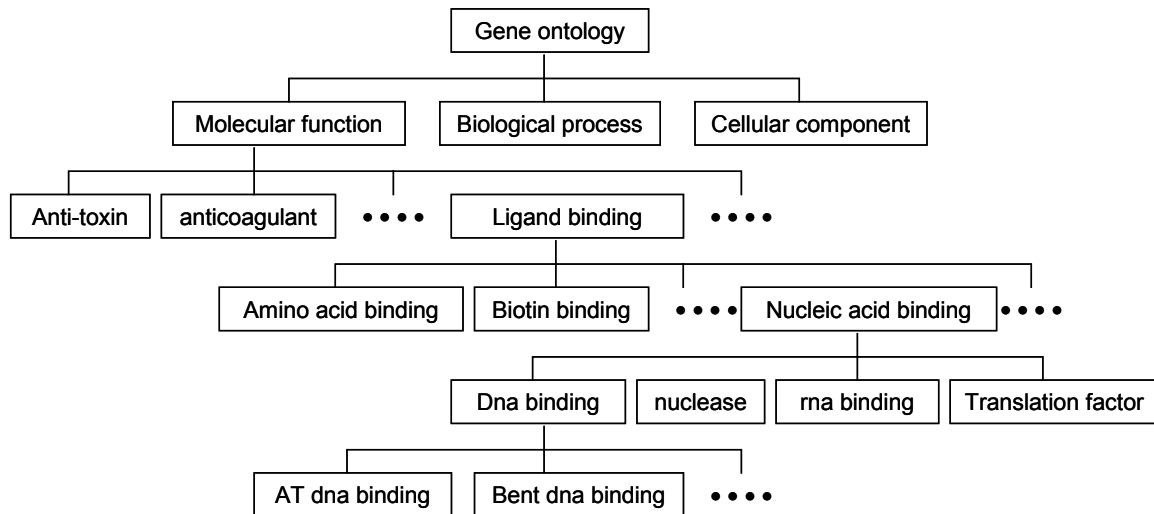 Gene ontology
Molecular function
Biological process
Cellular component
Anti-toxin
anticoagulant
••••
Ligand binding
••••
Amino acid binding
Biotin binding
••••
Nucleic acid binding
••••
Dna binding
nuclease
rna binding
Translation factor
AT dna binding
Bent dna binding
••••